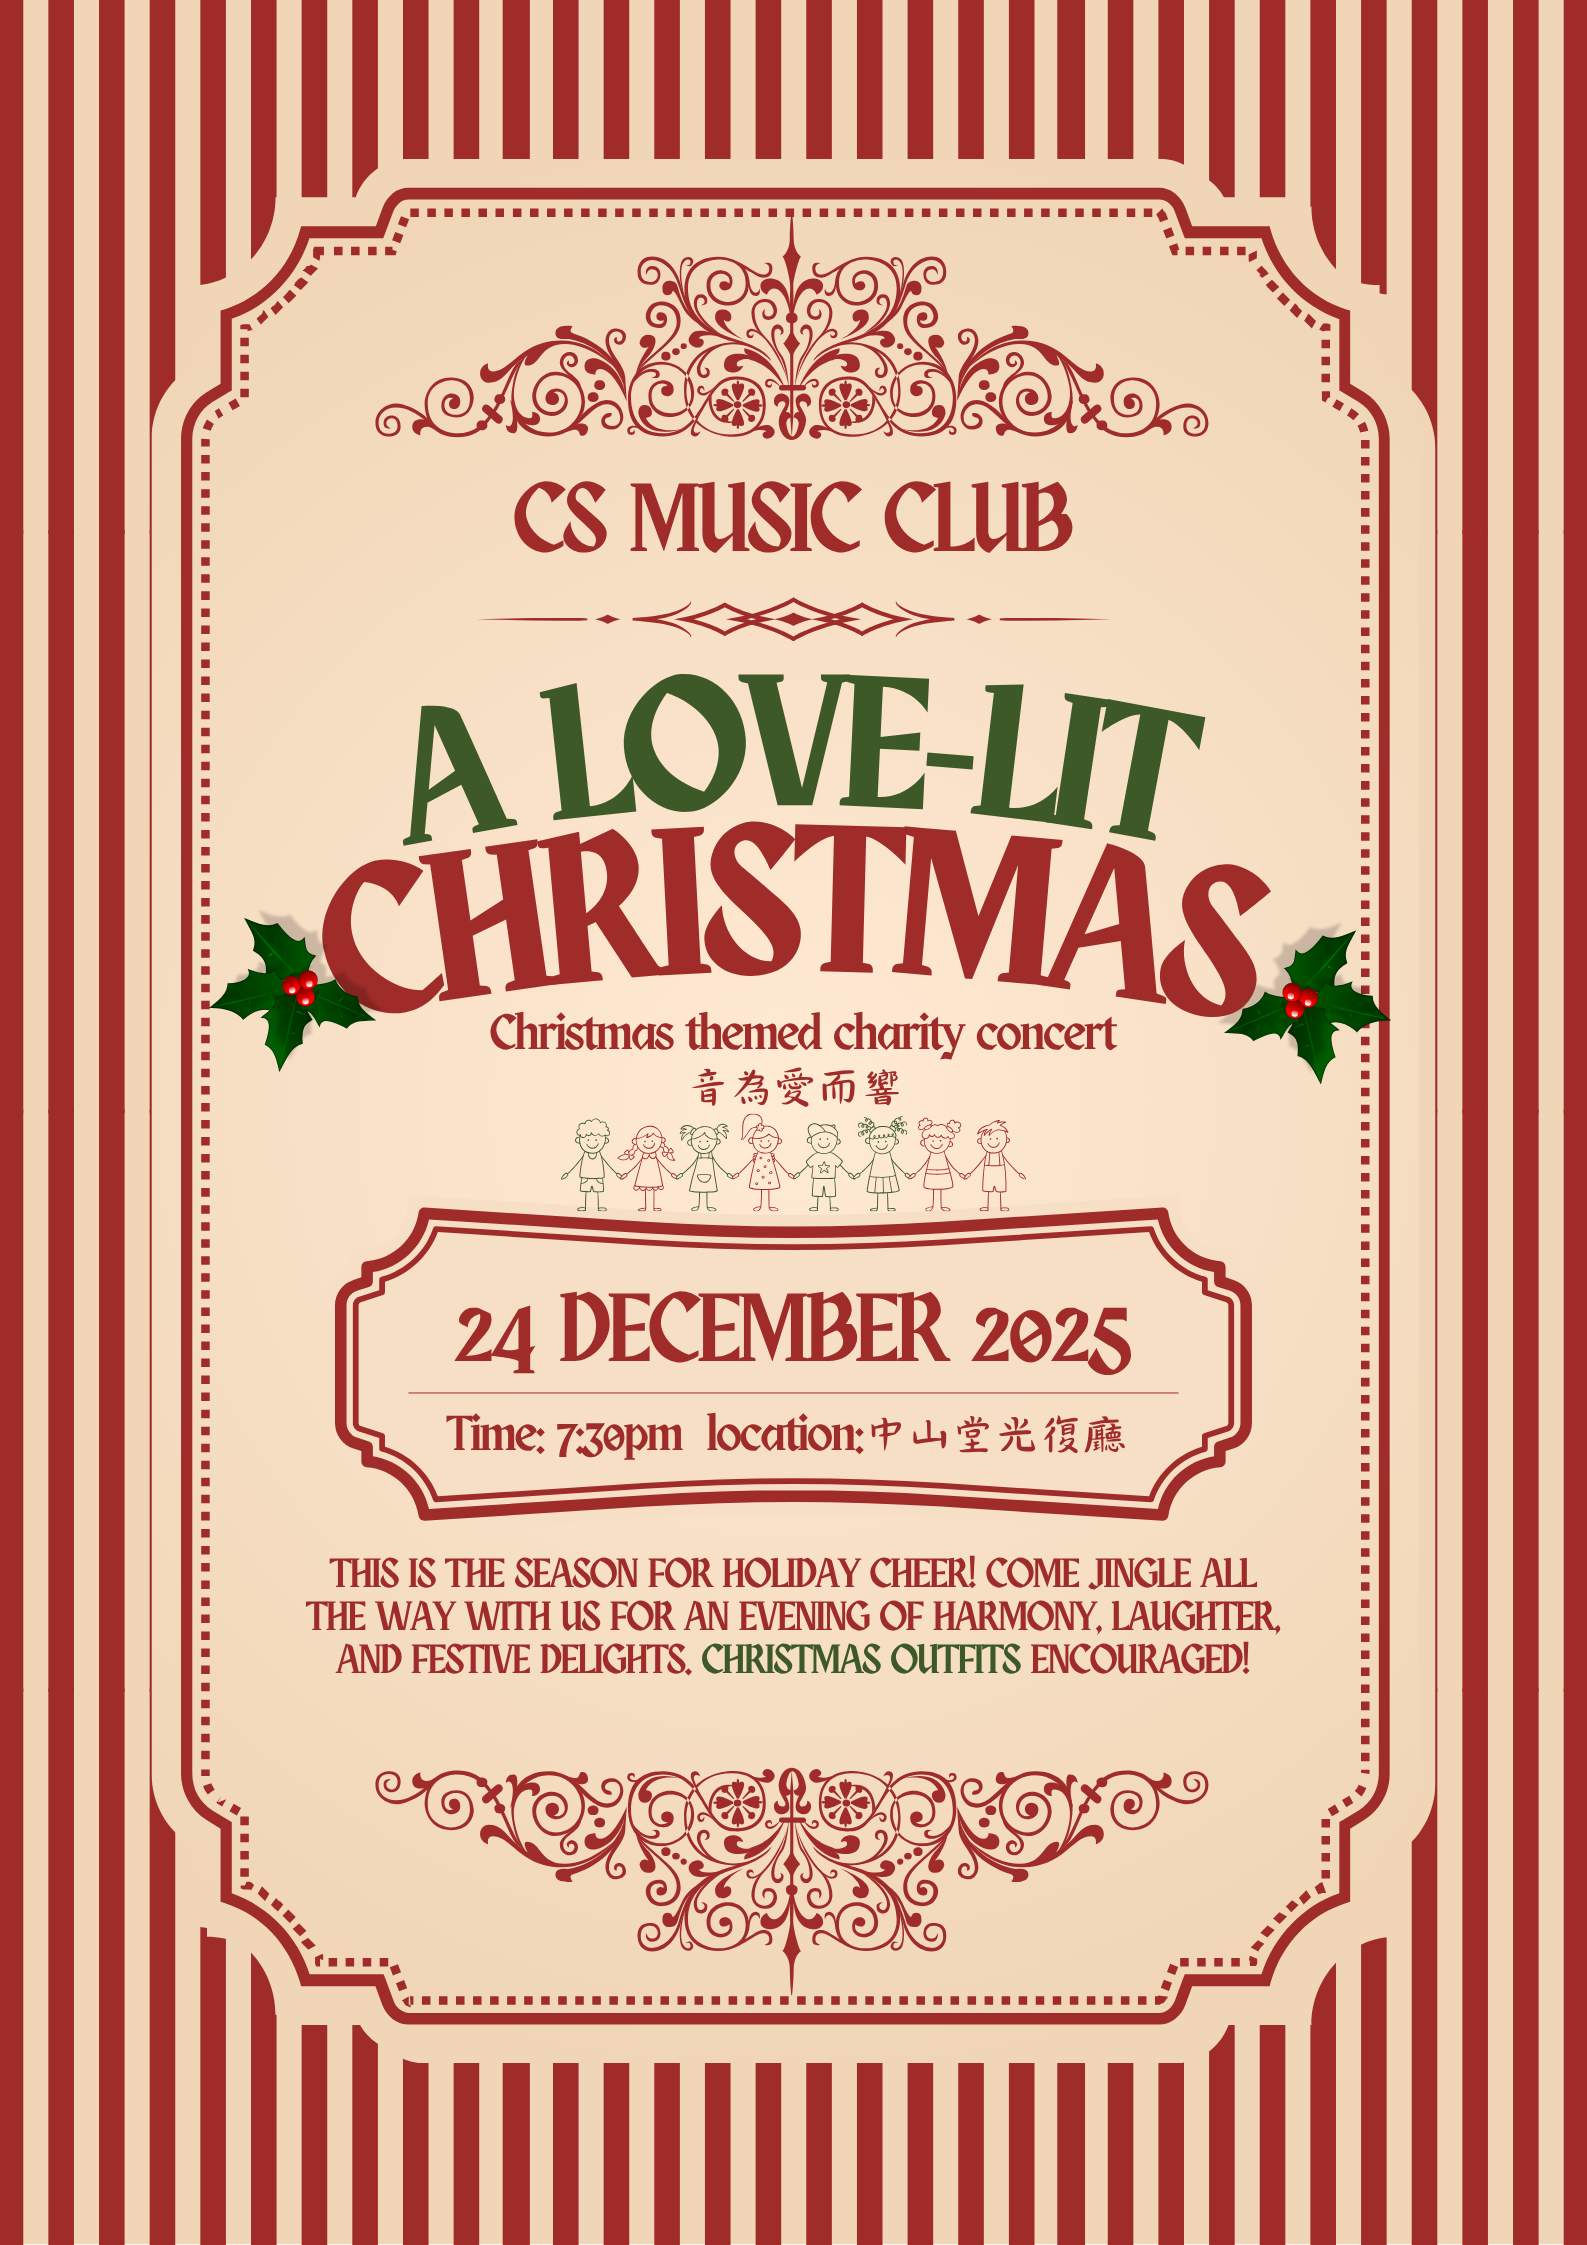 CS MUSIC CLUB
A LOVE-LIT
CHRISTMAS
Christmas themed charity concert
音為愛而響
24 DECEMBER 2025
Time: 7:30pm location:中山堂光復廳
THIS IS THE SEASON FOR HOLIDAY CHEER! COME JINGLE ALL
THE WAY WITH US FOR AN EVENING OF HARMONY, LAUGHTER,
AND FESTIVE DELIGHTS. CHRISTMAS OUTFITS ENCOURAGED!